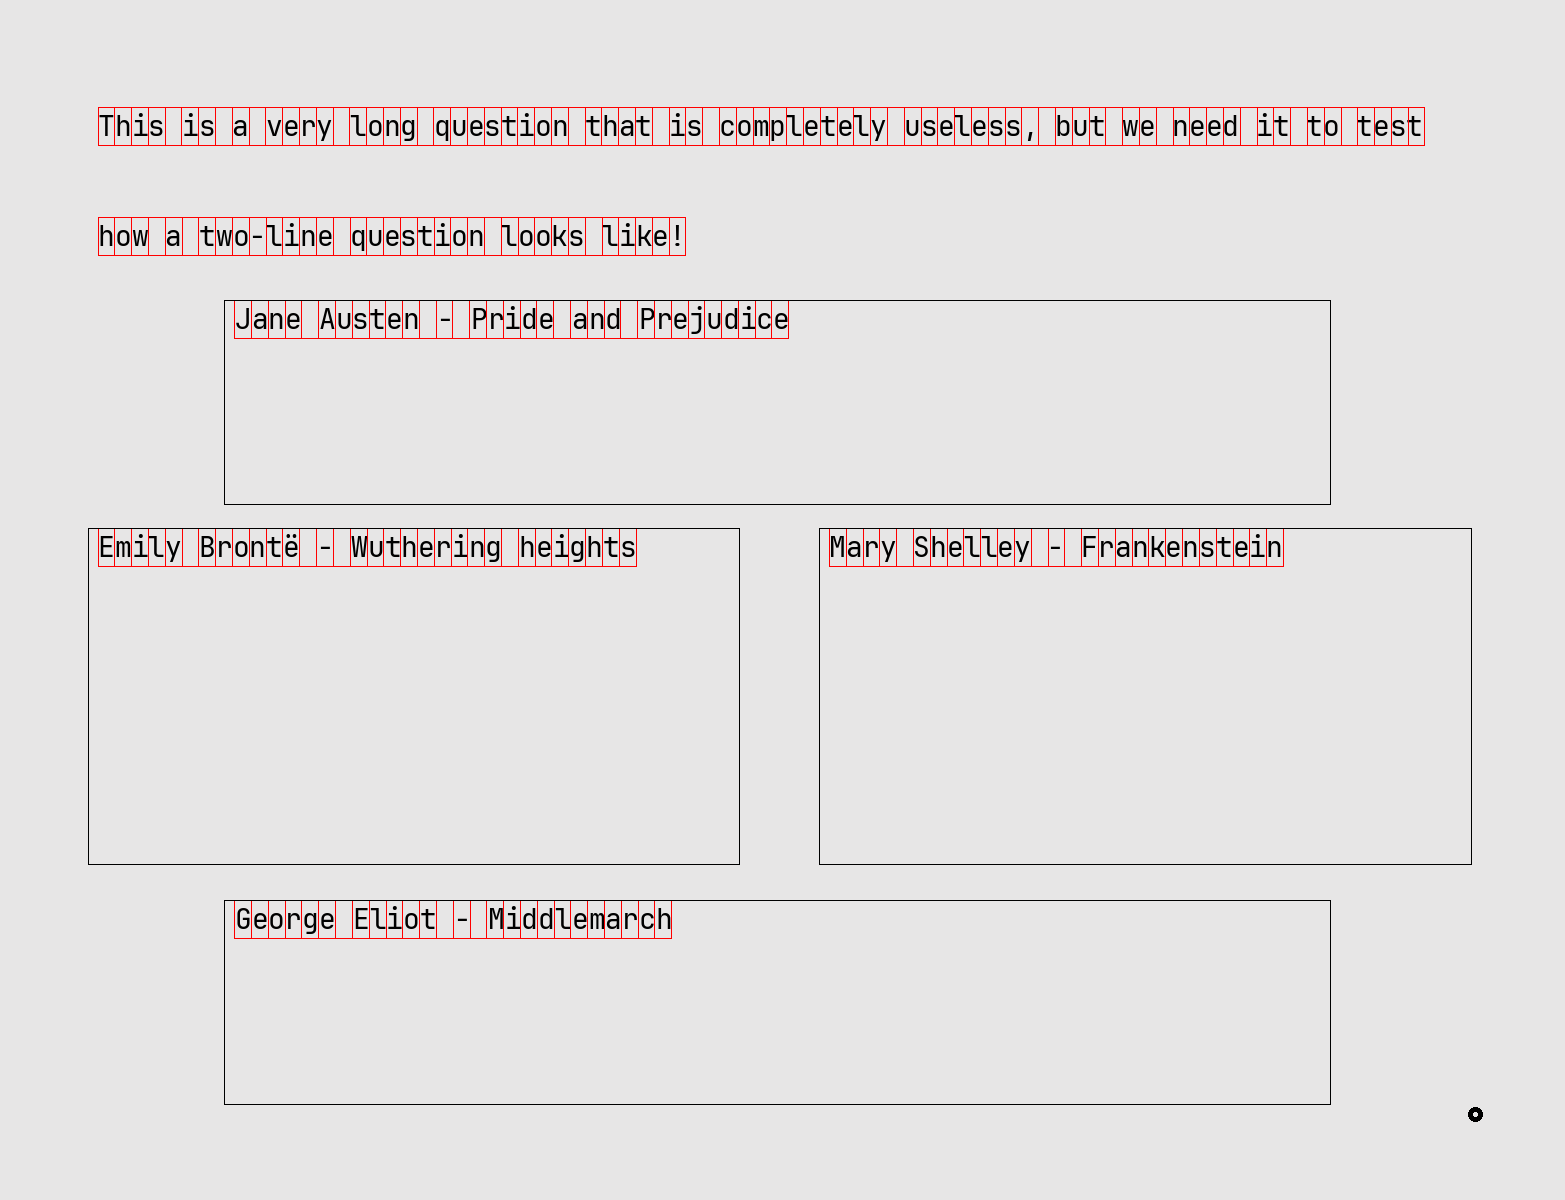 This is a very long question that is completely useless, but we need it to test
how a two-line question looks like!
Jane Austen - Pride and Prejudice
Emily Brontë - Wuthering heights
Mary Shelley - Frankenstein
George Eliot - Middlemarch